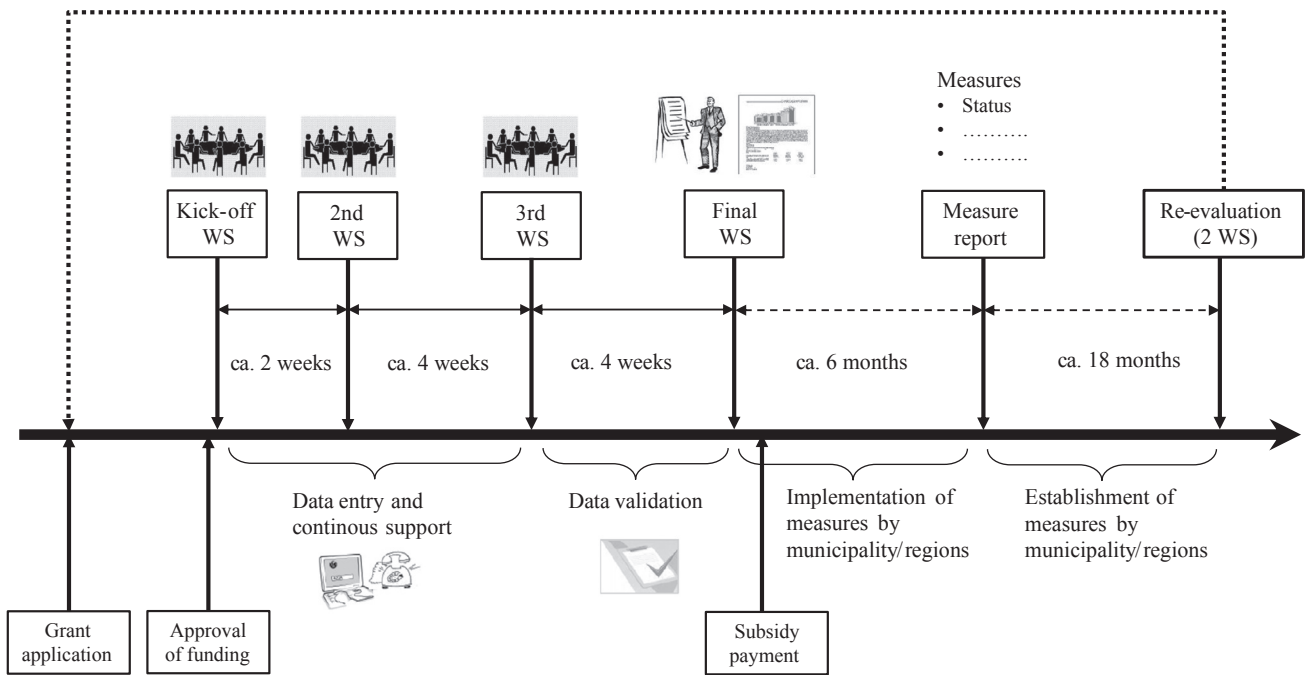 Measures
• Status
• ..........
• ..........
Kick-off
WS
2nd
WS
3rd
WS
Final
WS
Measure
report
Re-evaluation
(2 WS)
ca. 2 weeks
ca. 4 weeks
ca. 4 weeks
ca. 6 months
ca. 18 months
Data entry and
continous support
Data validation
Implementation of
measures by
municipality/regions
Establishment of
measures by
municipality/regions
Grant
application
Approval
of funding
Subsidy
payment